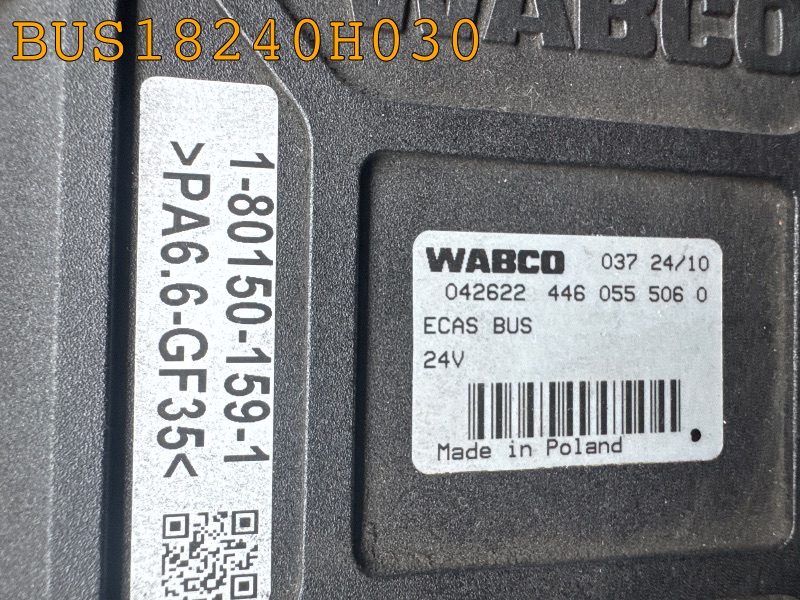 BUS18240H030
WABCO
1-80150-159-1
>PA6.6-GF35<
WABCO 037 24/10
042622 446 055 506 0
ECAS BUS
24V
Made in Poland